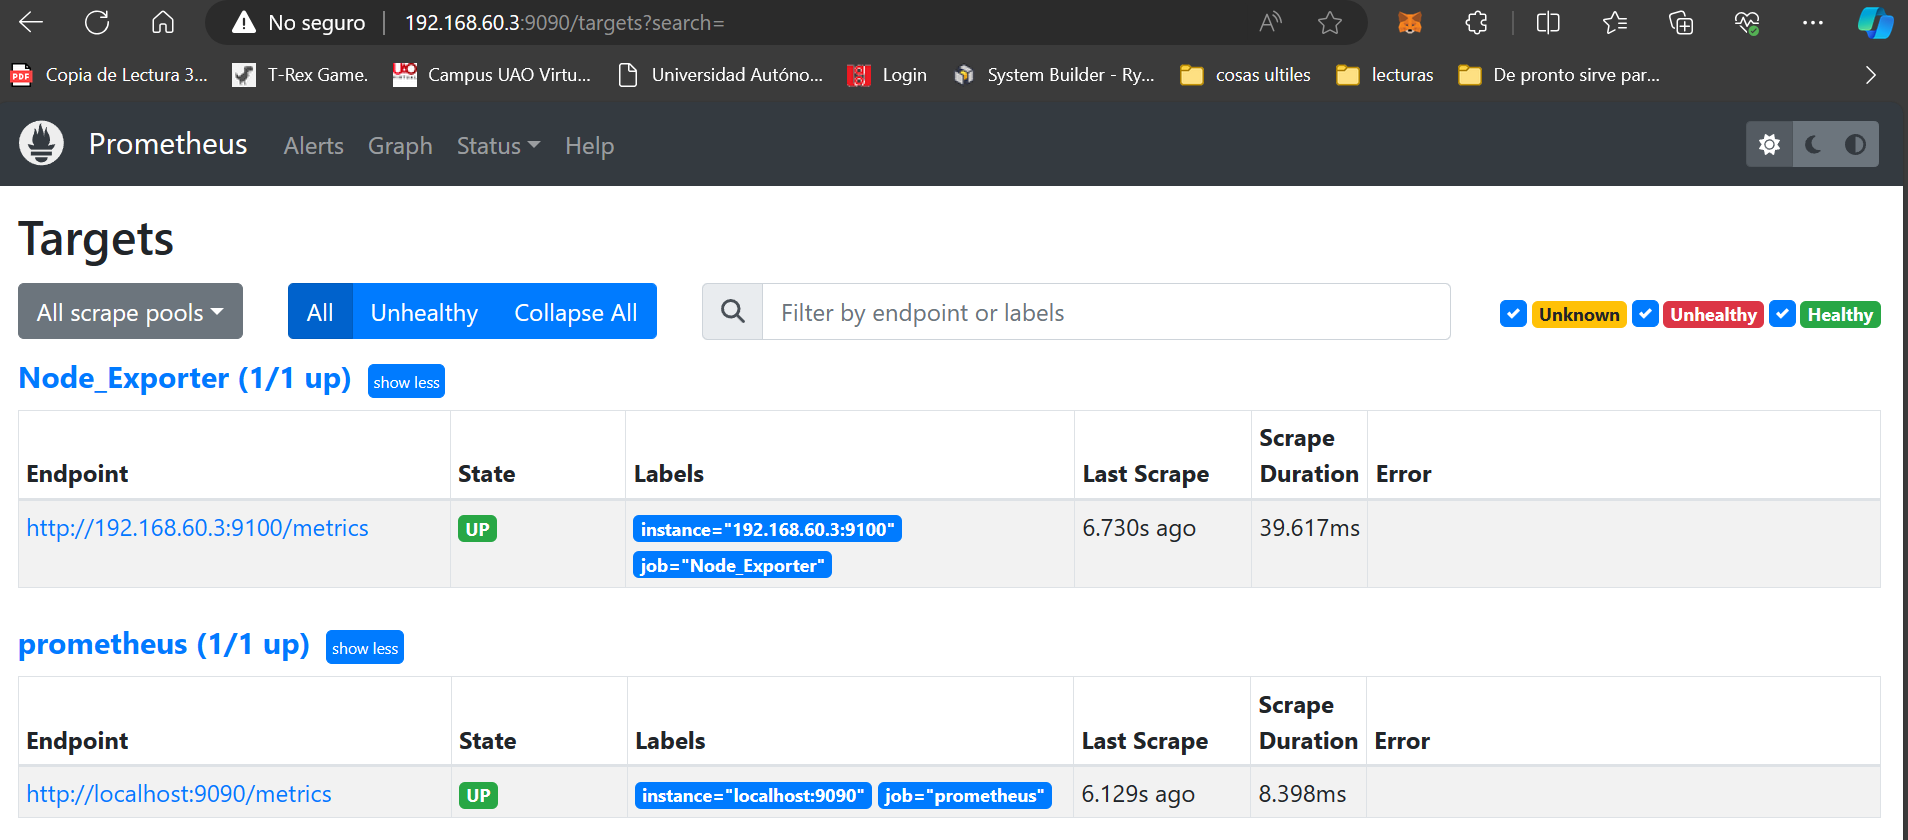 No seguro 192.168.60.3:9090/targets?search=
Copia de Lectura 3... T-Rex Game. Campus UAO Virtu... Universidad Autóno... Login System Builder - Ry... cosas ultiles lecturas De pronto sirve par...
Prometheus Alerts Graph Status Help
Targets
All scrape pools All Unhealthy Collapse All Filter by endpoint or labels Unknown Unhealthy Healthy
Node_Exporter (1/1 up) show less
Endpoint State Labels Last Scrape Scrape Duration Error
http://192.168.60.3:9100/metrics UP instance="192.168.60.3:9100" 6.730s ago 39.617ms
job="Node_Exporter"
prometheus (1/1 up) show less
Endpoint State Labels Last Scrape Scrape Duration Error
http://localhost:9090/metrics UP instance="localhost:9090" job="prometheus" 6.129s ago 8.398ms